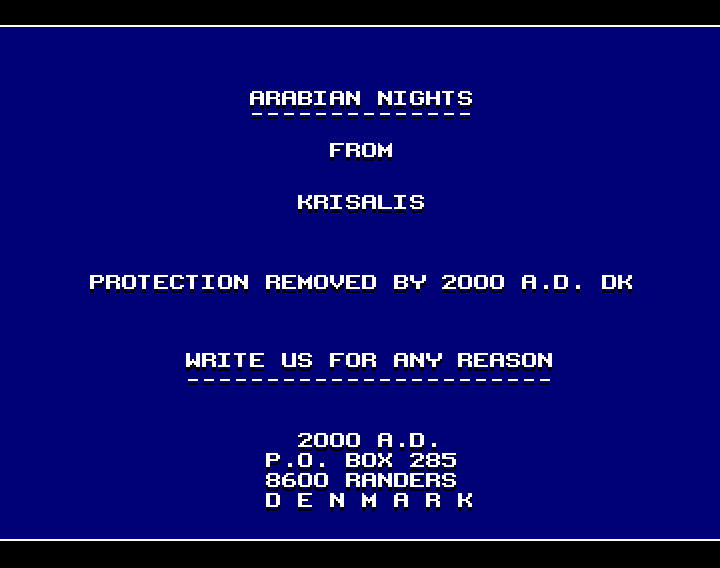 ARABIAN NIGHTS
--------------
FROM
KRISALIS
PROTECTION REMOVED BY 2000 A.D. DK
WRITE US FOR ANY REASON
-----------------------
2000 A.D.
P.O. BOX 285
8600 RANDERS
D E N M A R K